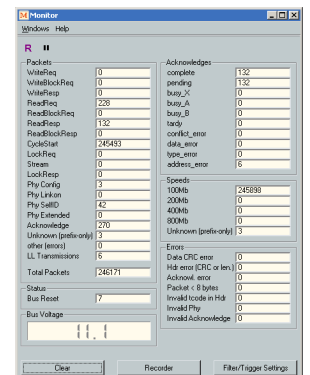 Monitor
Windows Help
R
Packets
WriteReq 0
WriteBlockReq 0
WriteResp 0
ReadReq 228
ReadBlockReq 0
ReadResp 132
ReadBlockResp 0
CycleStart 245493
LockReq 0
Stream 0
LockResp 0
Phy Config 3
Phy Linkon 0
Phy SelfID 42
Phy Extended 0
Acknowledge 270
Unknown (prefix-only) 3
other (errors) 0
LL Transmissions 6
Total Packets 246171
Status
Bus Reset 7
Bus Voltage
11.1
Acknowledges
complete 132
pending 132
busy_X 0
busy_A 0
busy_B 0
tardy 0
conflict_error 0
data_error 0
type_error 0
address_error 6
Speeds
100Mb 245898
200Mb 0
400Mb 0
800Mb 0
Unknown (prefix-only) 3
Errors
Data CRC error 0
Hdr error (CRC or len.) 0
Acknowl. error 0
Packet < 8 bytes 0
Invalid tcode in Hdr 0
Invalid Phy 0
Invalid Acknowledge 0
Clear
Recorder
Filter/Trigger Settings